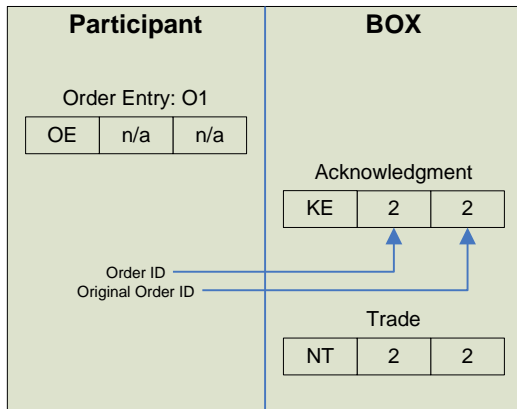 Participant BOX
Order Entry: O1
OE n/a n/a
Acknowledgment
KE 2 2
Order ID
Original Order ID
Trade
NT 2 2